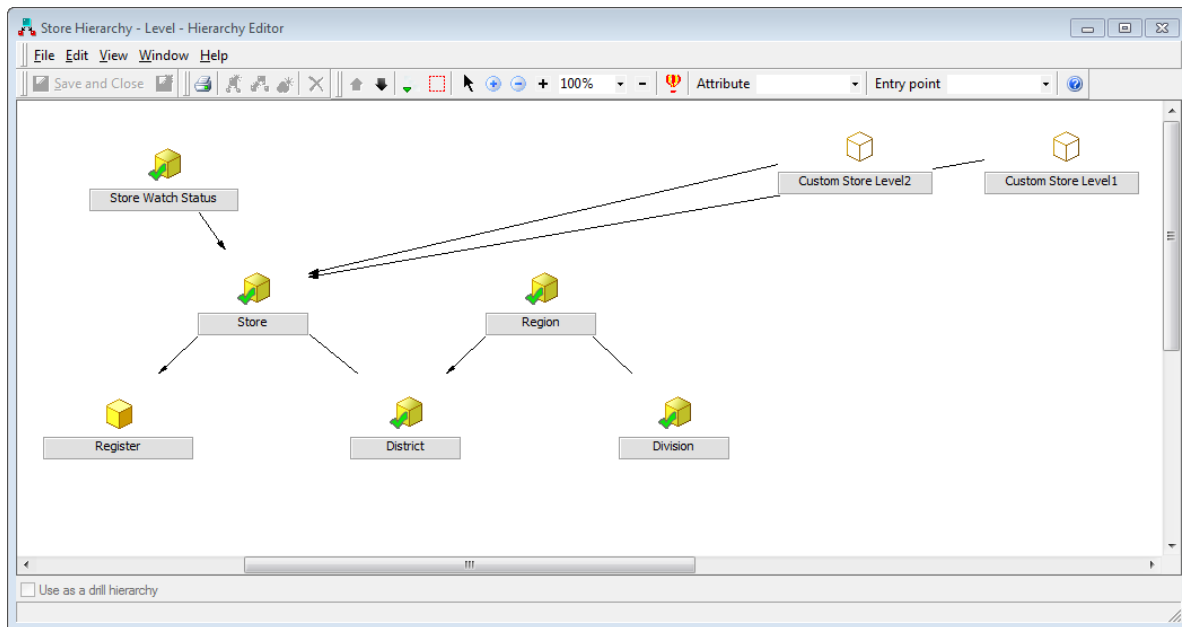 Store Hierarchy - Level - Hierarchy Editor
File Edit View Window Help
Save and Close 100% Attribute Entry point
Custom Store Level2 Custom Store Level1
Store Watch Status
Store Region
Register District Division
Use as a drill hierarchy